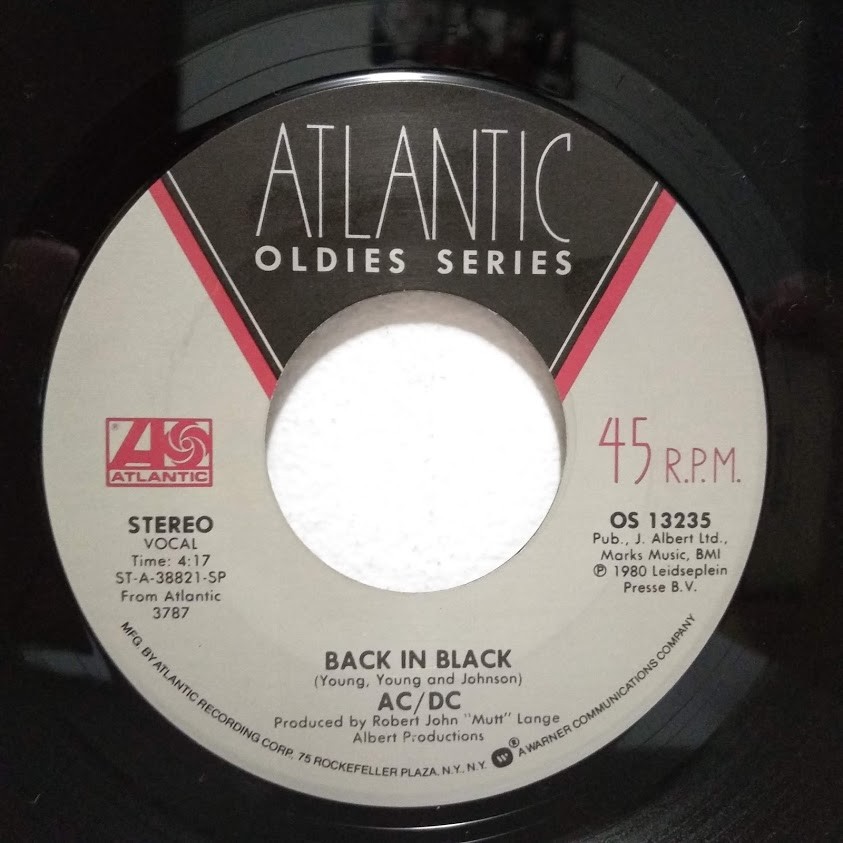 ATLANTIC
OLDIES SERIES
®
ATLANTIC
STEREO
VOCAL
Time: 4:17
ST-A-38821-SP
From Atlantic
3787
45 R.P.M.
OS 13235
Pub., J. Albert Ltd.,
Marks Music, BMI
℗ 1980 Leidseplein
Presse B.V.
BACK IN BLACK
(Young, Young and Johnson)
AC/DC
Produced by Robert John "Mutt" Lange
Albert Productions
MFG. BY ATLANTIC RECORDING CORP., 75 ROCKEFELLER PLAZA, N.Y., N.Y. ® A WARNER COMMUNICATIONS COMPANY